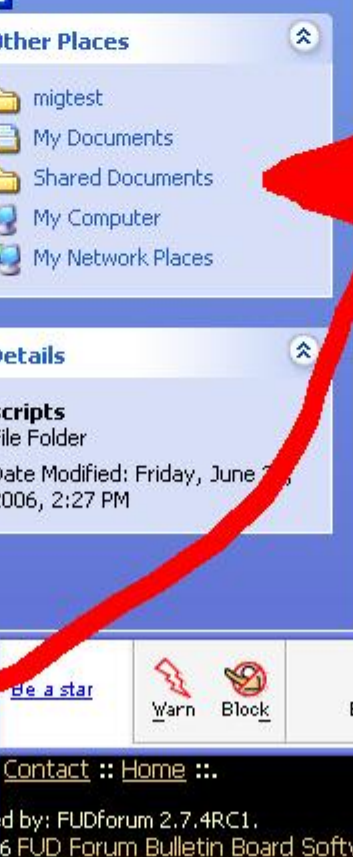 Other Places
migtest
My Documents
Shared Documents
My Computer
My Network Places
Details
scripts
File Folder
Date Modified: Friday, June
2006, 2:27 PM
Be a star
Warn Block
Contact :: Home ::.
ed by: FUDforum 2.7.4RC1.
6 FUD Forum Bulletin Board Softw